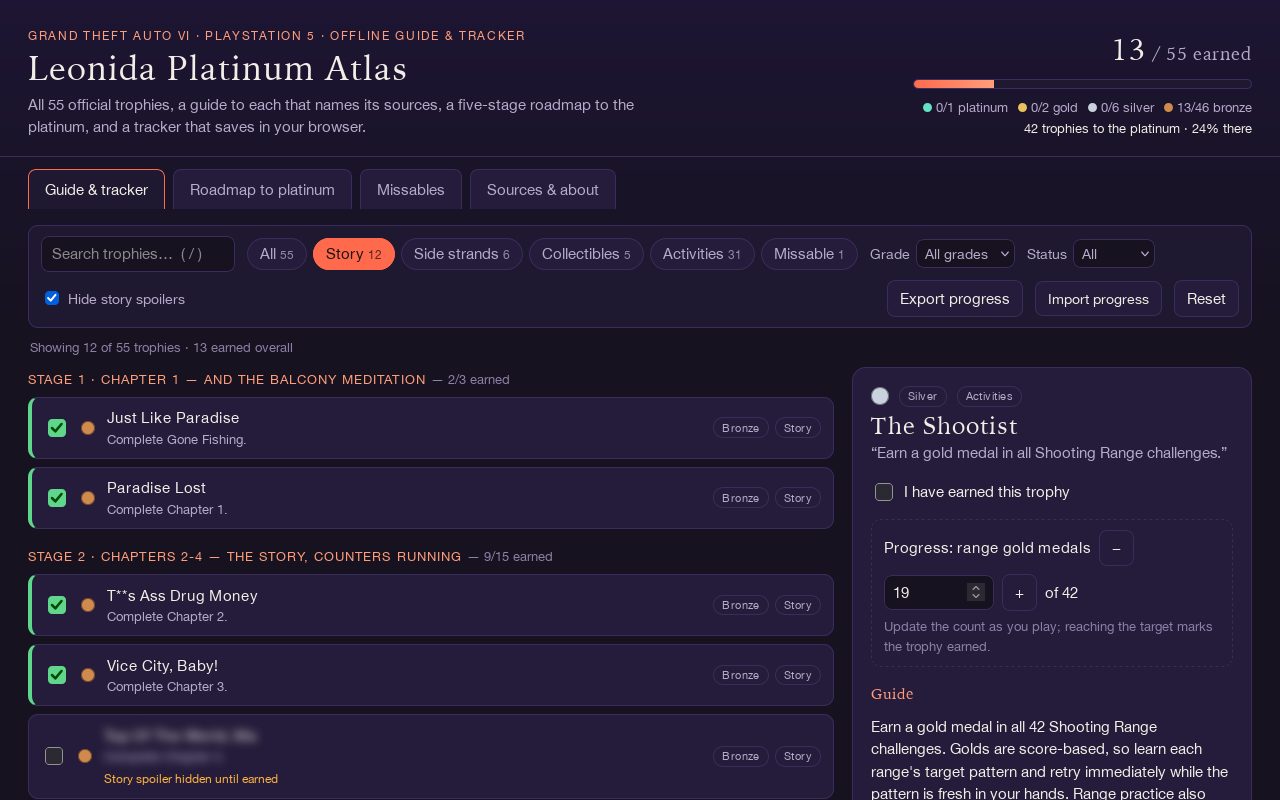 GRAND THEFT AUTO VI · PLAYSTATION 5 · OFFLINE GUIDE & TRACKER
Leonida Platinum Atlas
All 55 official trophies, a guide to each that names its sources, a five-stage roadmap to the
platinum, and a tracker that saves in your browser.
13 / 55 earned
0/1 platinum 0/2 gold 0/6 silver 13/46 bronze
42 trophies to the platinum · 24% there
Guide & tracker Roadmap to platinum Missables Sources & about
Search trophies… ( / ) All 55 Story 12 Side strands 6 Collectibles 5 Activities 31 Missable 1 Grade All grades Status All
Hide story spoilers Export progress Import progress Reset
Showing 12 of 55 trophies · 13 earned overall
STAGE 1 · CHAPTER 1 — AND THE BALCONY MEDITATION — 2/3 earned
Just Like Paradise
Complete Gone Fishing.
Bronze Story
Paradise Lost
Complete Chapter 1.
Bronze Story
STAGE 2 · CHAPTERS 2-4 — THE STORY, COUNTERS RUNNING — 9/15 earned
T**s Ass Drug Money
Complete Chapter 2.
Bronze Story
Vice City, Baby!
Complete Chapter 3.
Bronze Story
Story spoiler hidden until earned
Bronze Story
Silver Activities
The Shootist
“Earn a gold medal in all Shooting Range challenges.”
I have earned this trophy
Progress: range gold medals −
19 + of 42
Update the count as you play; reaching the target marks
the trophy earned.
Guide
Earn a gold medal in all 42 Shooting Range
challenges. Golds are score-based, so learn each
range's target pattern and retry immediately while the
pattern is fresh in your hands. Range practice also